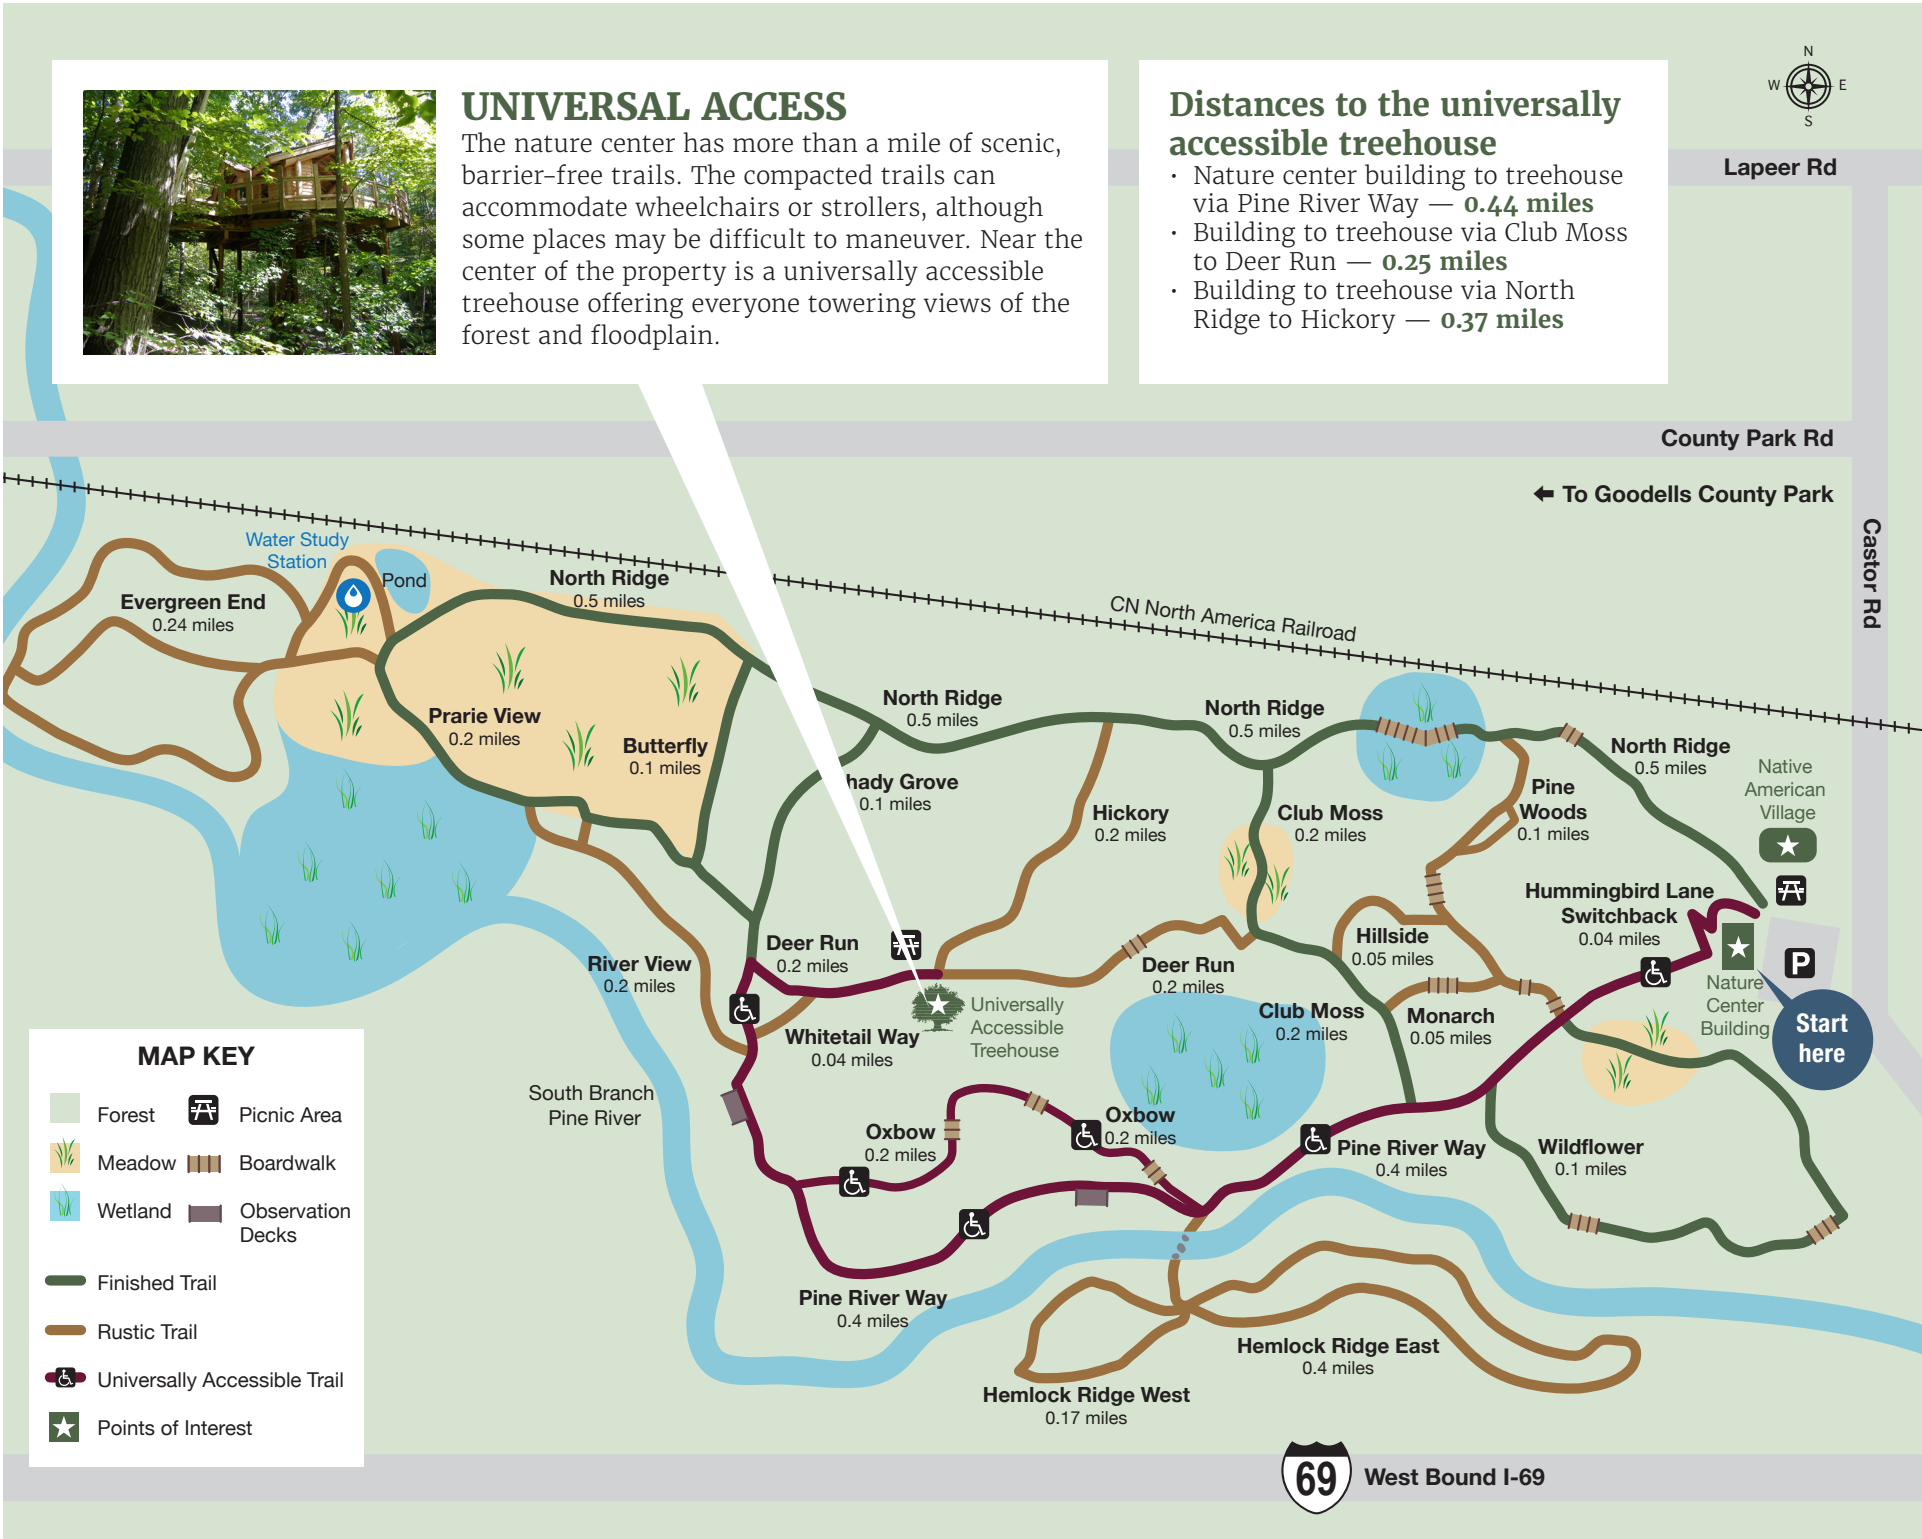 UNIVERSAL ACCESS
The nature center has more than a mile of scenic,
barrier-free trails. The compacted trails can
accommodate wheelchairs or strollers, although
some places may be difficult to maneuver. Near the
center of the property is a universally accessible
treehouse offering everyone towering views of the
forest and floodplain.
Distances to the universally
accessible treehouse
• Nature center building to treehouse
via Pine River Way — 0.44 miles
• Building to treehouse via Club Moss
to Deer Run — 0.25 miles
• Building to treehouse via North
Ridge to Hickory — 0.37 miles
N
W E
S
Lapeer Rd
County Park Rd
To Goodells County Park
Castor Rd
CN North America Railroad
Water Study
Station
Pond
Evergreen End
0.24 miles
North Ridge
0.5 miles
Prarie View
0.2 miles
Butterfly
0.1 miles
North Ridge
0.5 miles
hady Grove
0.1 miles
North Ridge
0.5 miles
Hickory
0.2 miles
Club Moss
0.2 miles
North Ridge
0.5 miles
Pine
Woods
0.1 miles
Native
American
Village
Hummingbird Lane
Switchback
0.04 miles
Hillside
0.05 miles
Deer Run
0.2 miles
River View
0.2 miles
Deer Run
0.2 miles
Universally
Accessible
Treehouse
Club Moss
0.2 miles
Monarch
0.05 miles
P
Nature
Center
Building
Start
here
Whitetail Way
0.04 miles
South Branch
Pine River
Oxbow
0.2 miles
Oxbow
0.2 miles
Pine River Way
0.4 miles
Wildflower
0.1 miles
Pine River Way
0.4 miles
Hemlock Ridge East
0.4 miles
Hemlock Ridge West
0.17 miles
69
West Bound I-69
MAP KEY
Forest
Picnic Area
Meadow
Boardwalk
Wetland
Observation
Decks
Finished Trail
Rustic Trail
Universally Accessible Trail
Points of Interest